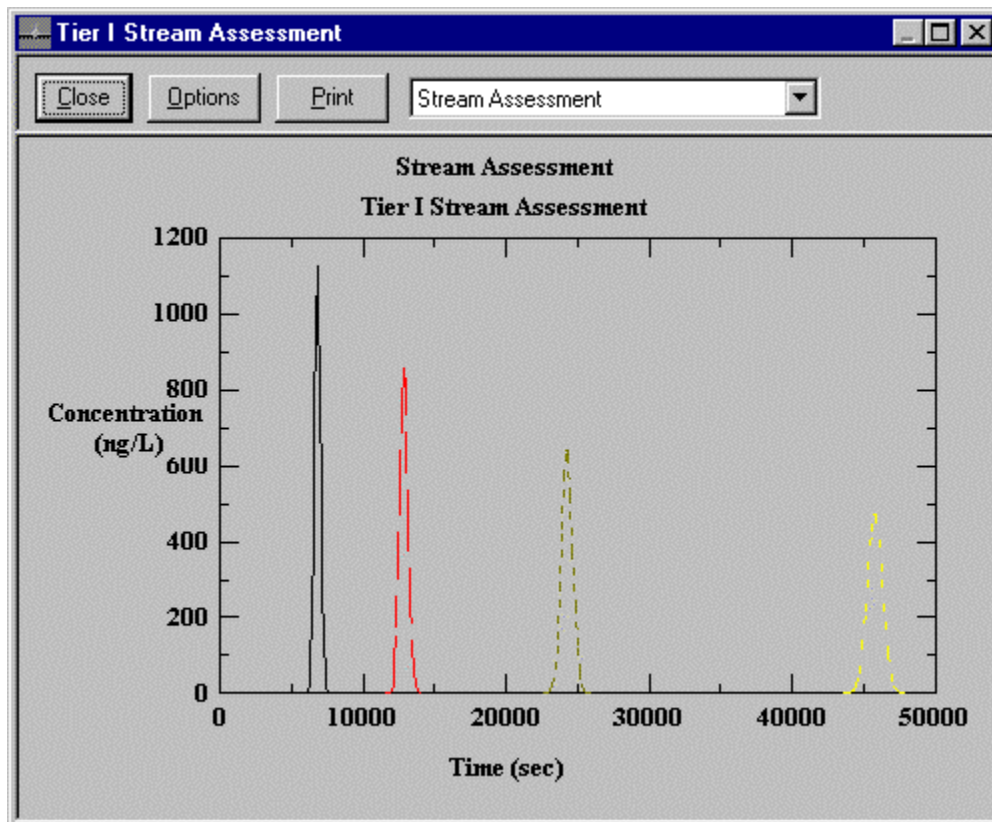 Tier I Stream Assessment
Close Options Print Stream Assessment
Stream Assessment
Tier I Stream Assessment
1200
1000
800
Concentration
(ng/L)
600
400
200
0
0 10000 20000 30000 40000 50000
Time (sec)